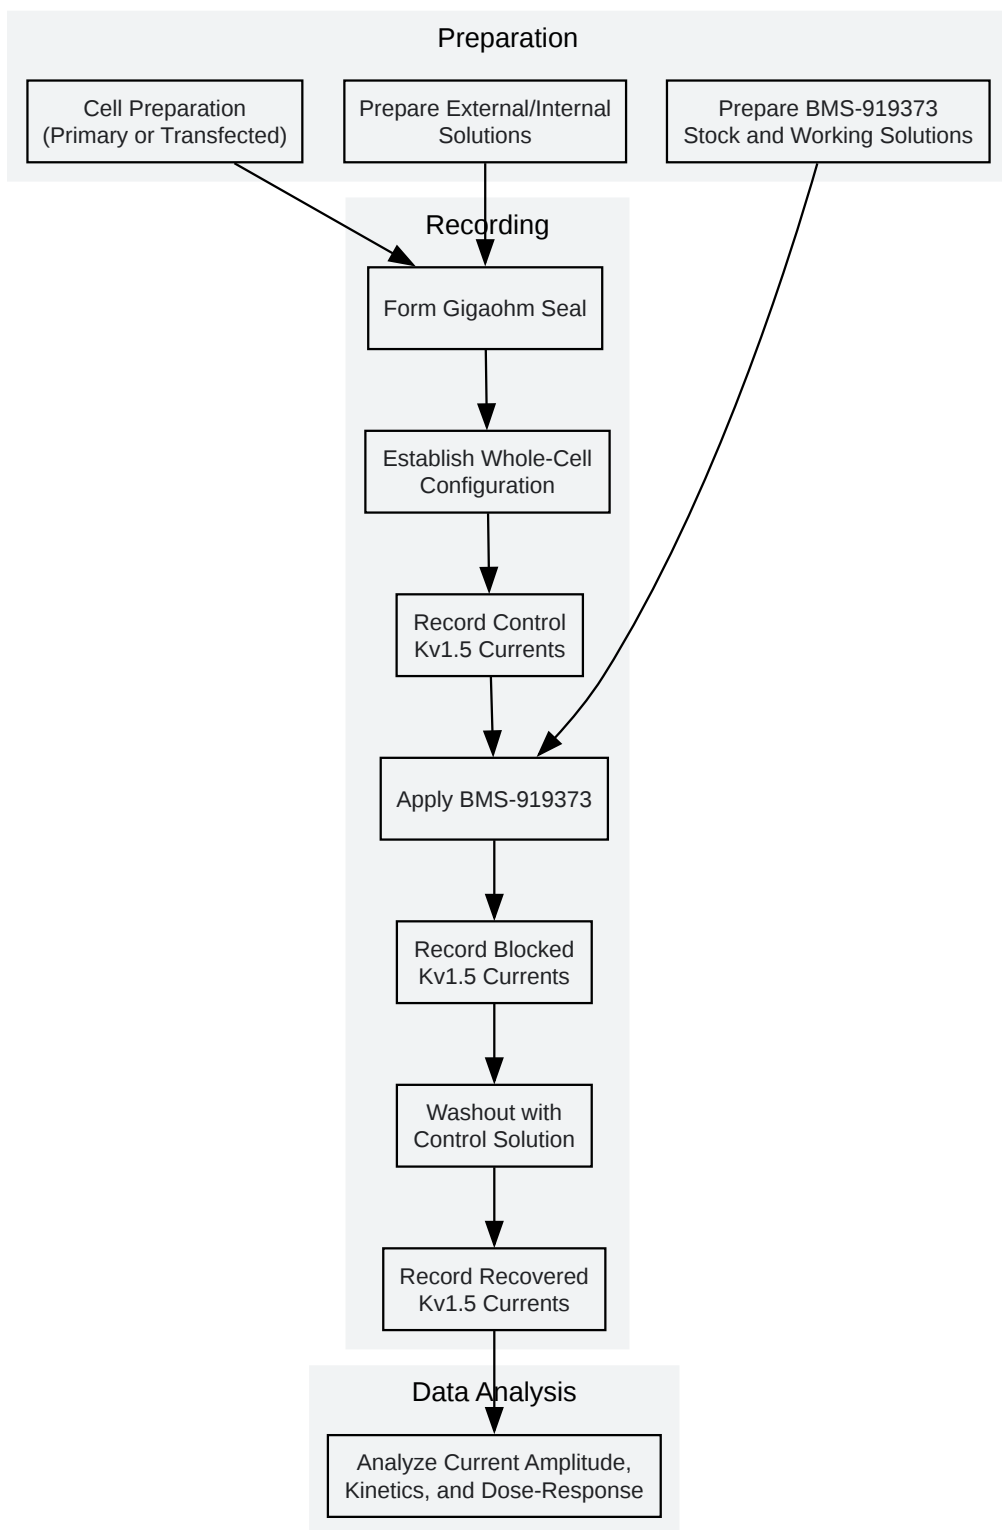 Preparation
Cell Preparation
(Primary or Transfected)
Prepare External/Internal
Solutions
Prepare BMS-919373
Stock and Working Solutions
Recording
Form Gigaohm Seal
Establish Whole-Cell
Configuration
Record Control
Kv1.5 Currents
Apply BMS-919373
Record Blocked
Kv1.5 Currents
Washout with
Control Solution
Record Recovered
Kv1.5 Currents
Data Analysis
Analyze Current Amplitude,
Kinetics, and Dose-Response